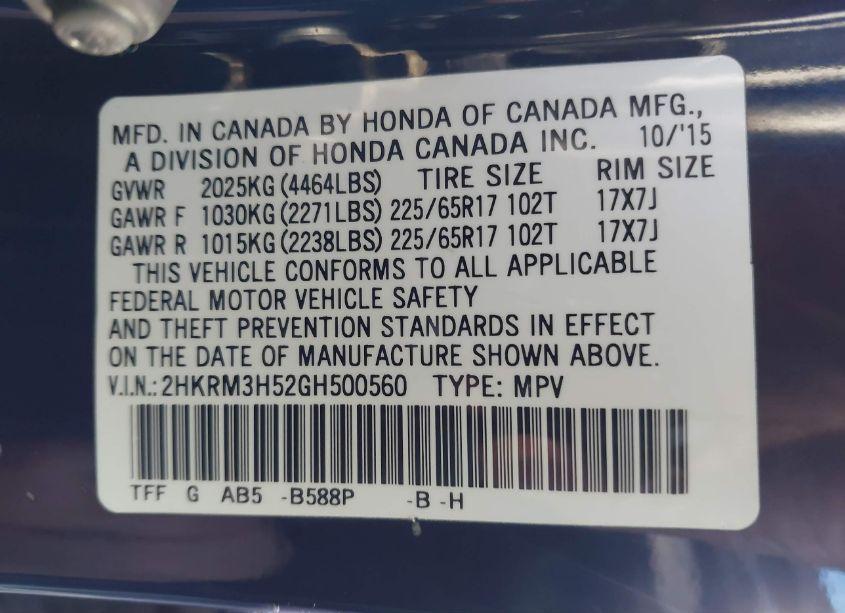 MFD. IN CANADA BY HONDA OF CANADA MFG.,
A DIVISION OF HONDA CANADA INC. 10/'15
GVWR 2025KG (4464LBS) TIRE SIZE RIM SIZE
GAWR F 1030KG (2271LBS) 225/65R17 102T 17X7J
GAWR R 1015KG (2238LBS) 225/65R17 102T 17X7J
THIS VEHICLE CONFORMS TO ALL APPLICABLE
FEDERAL MOTOR VEHICLE SAFETY
AND THEFT PREVENTION STANDARDS IN EFFECT
ON THE DATE OF MANUFACTURE SHOWN ABOVE.
V.I.N.: 2HKRM3H52GH500560 TYPE: MPV
TFF G AB5 -B588P -B -H